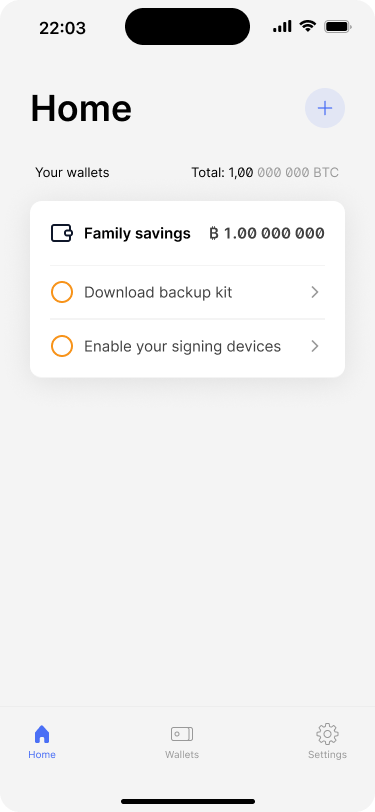 22:03
Home
Your wallets Total: 1,00 000 000 BTC
Family savings ₿ 1.00 000 000
Download backup kit
Enable your signing devices
Home Wallets Settings